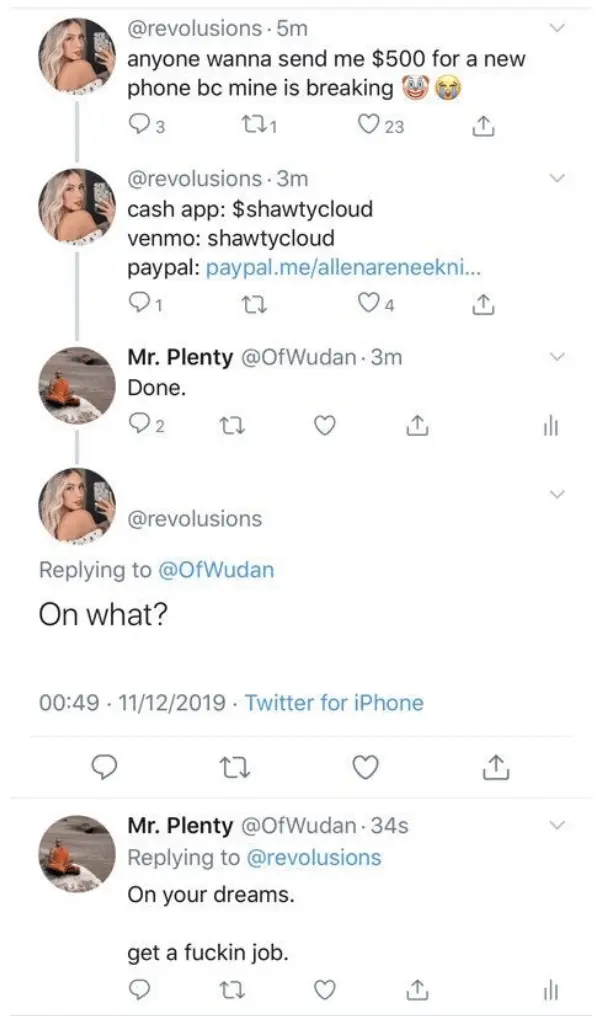 @revolusions · 5m
anyone wanna send me $500 for a new
phone bc mine is breaking 🤡😭
3 1 23
@revolusions · 3m
cash app: $shawtycloud
venmo: shawtycloud
paypal: paypal.me/allenareneekni...
1 4
Mr. Plenty @OfWudan · 3m
Done.
2
@revolusions
Replying to @OfWudan
On what?
00:49 · 11/12/2019 · Twitter for iPhone
Mr. Plenty @OfWudan · 34s
Replying to @revolusions
On your dreams.
get a fuckin job.